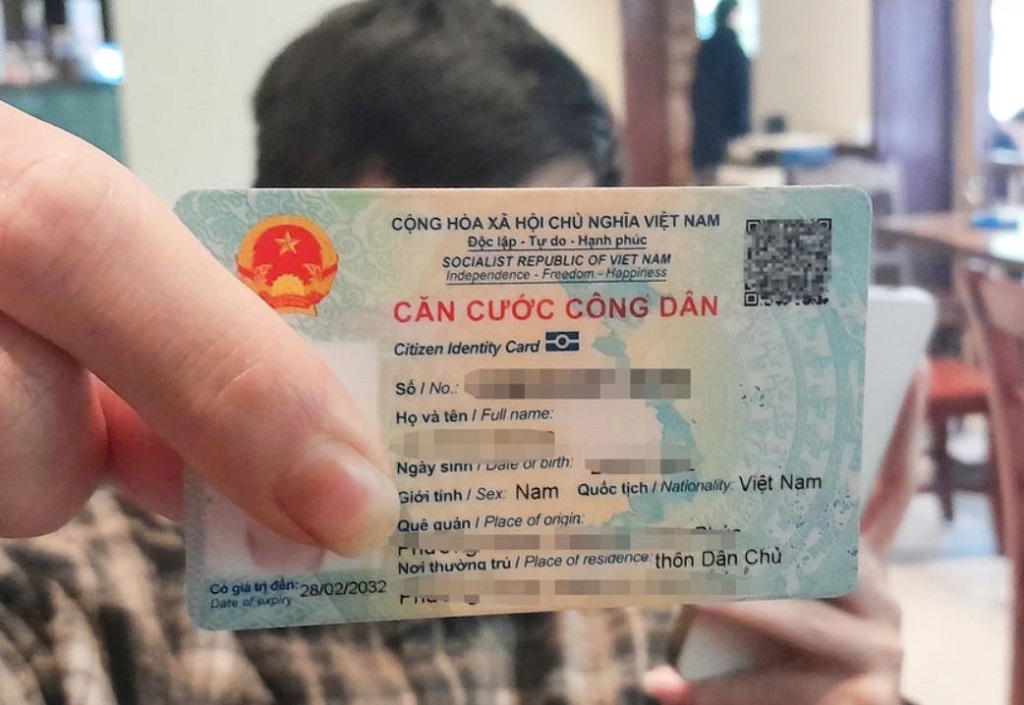 CỘNG HÒA XÃ HỘI CHỦ NGHĨA VIỆT NAM
Độc lập - Tự do - Hạnh phúc
SOCIALIST REPUBLIC OF VIET NAM
Independence - Freedom - Happiness
CĂN CƯỚC CÔNG DÂN
Citizen Identity Card
Số / No.:
Họ và tên / Full name:
Ngày sinh / Date of birth:
Giới tính / Sex: Nam Quốc tịch / Nationality: Việt Nam
Quê quán / Place of origin:
Nơi thường trú / Place of residence: thôn Dân Chủ
Có giá trị đến: 28/02/2032
Date of expiry